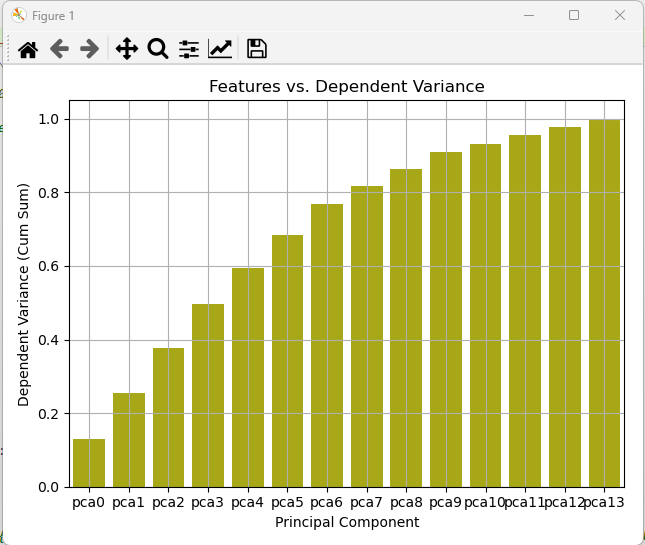 Figure 1
Features vs. Dependent Variance
1.0
0.8
0.6
0.4
0.2
0.0
Dependent Variance (Cum Sum)
pca0 pca1 pca2 pca3 pca4 pca5 pca6 pca7 pca8 pca9 pca10 pca11 pca12 pca13
Principal Component